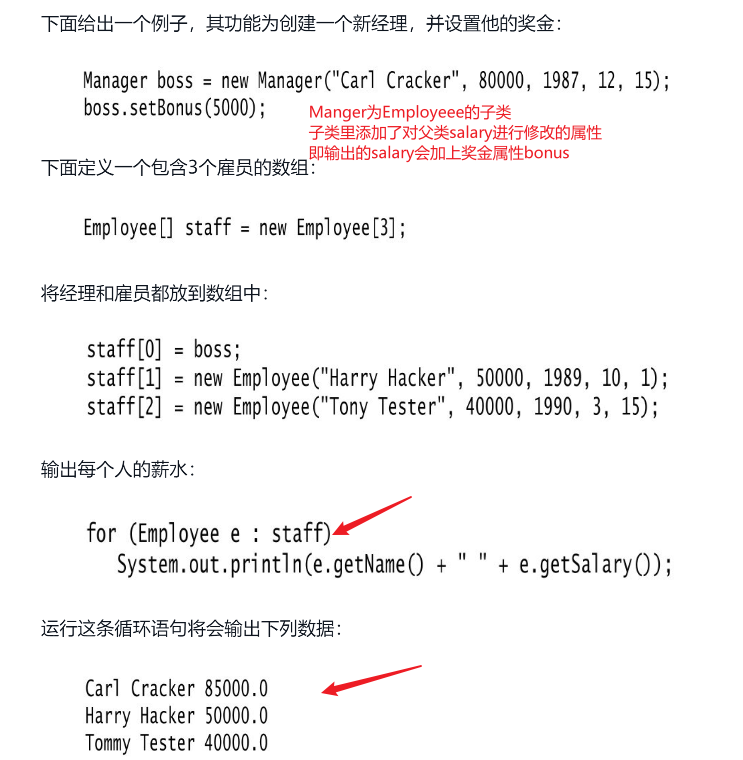 下面给出一个例子，其功能为创建一个新经理，并设置他的奖金：
Manager boss = new Manager("Carl Cracker", 80000, 1987, 12, 15);
boss.setBonus(5000);
Manger为Employeee的子类
子类里添加了对父类salary进行修改的属性
即输出的salary会加上奖金属性bonus
下面定义一个包含3个雇员的数组：
Employee[] staff = new Employee[3];
将经理和雇员都放到数组中：
staff[0] = boss;
staff[1] = new Employee("Harry Hacker", 50000, 1989, 10, 1);
staff[2] = new Employee("Tony Tester", 40000, 1990, 3, 15);
输出每个人的薪水：
for (Employee e : staff)
System.out.println(e.getName() + " " + e.getSalary());
运行这条循环语句将会输出下列数据：
Carl Cracker 85000.0
Harry Hacker 50000.0
Tommy Tester 40000.0